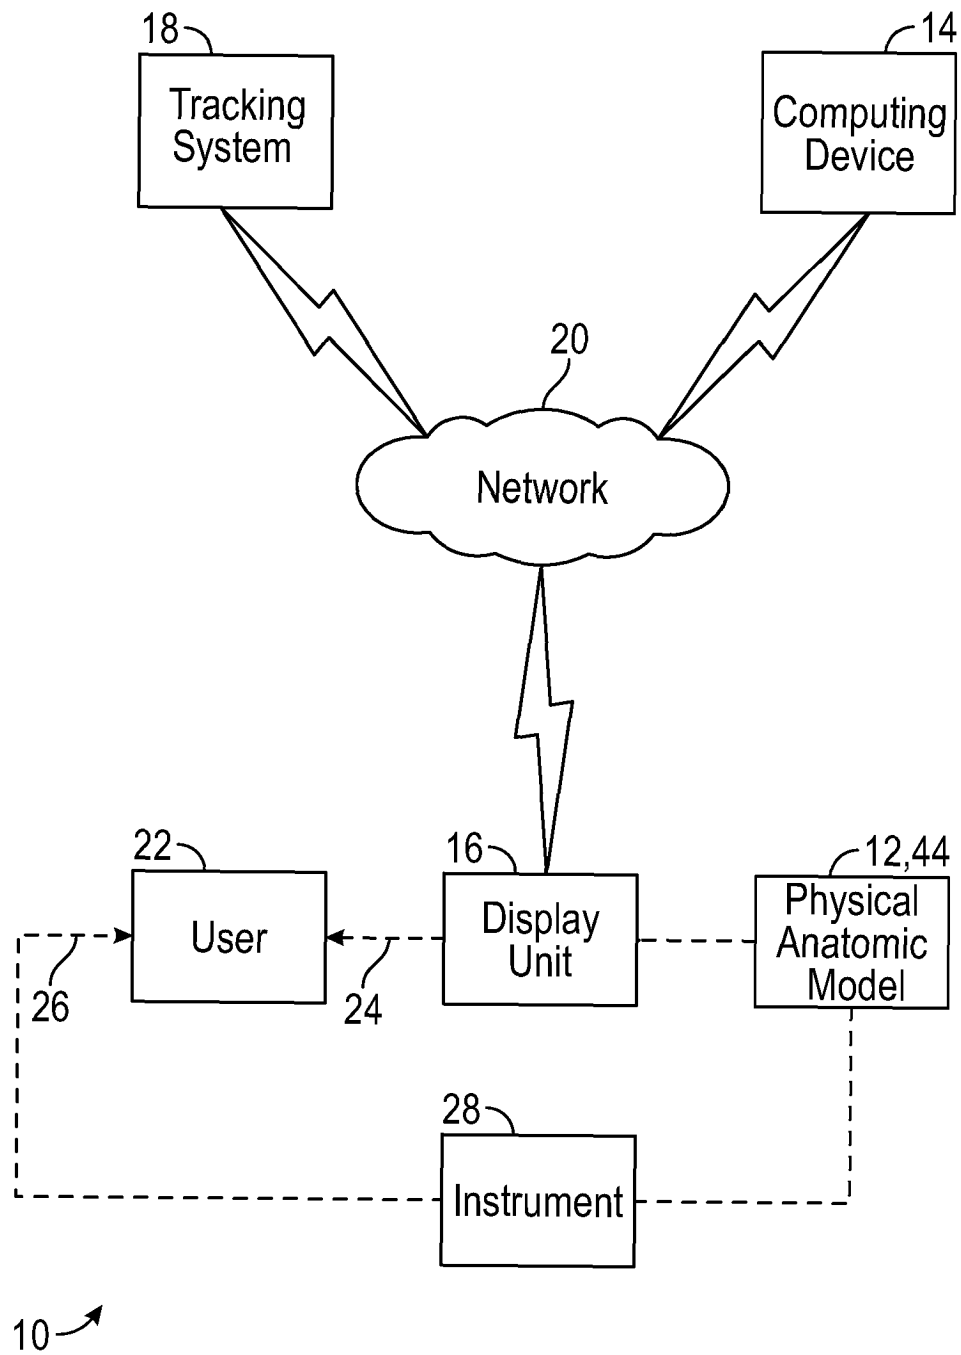 18
Tracking
System
14
Computing
Device
20
Network
22
User
16
Display
Unit
12,44
Physical
Anatomic
Model
26
24
28
Instrument
10